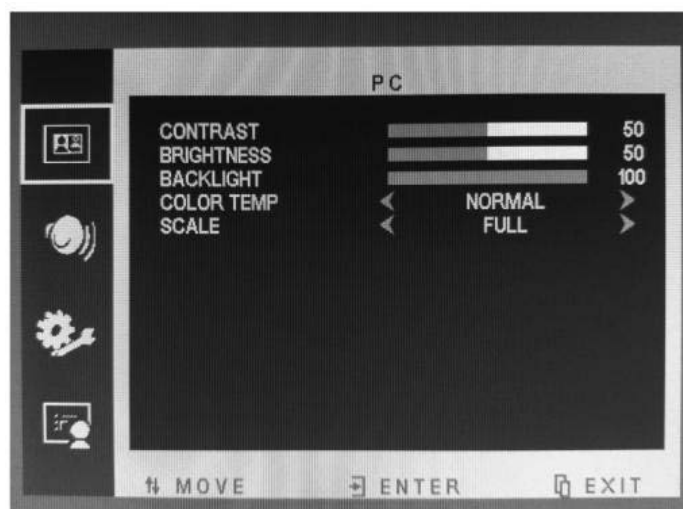 PC
CONTRAST 50
BRIGHTNESS 50
BACKLIGHT 100
COLOR TEMP NORMAL
SCALE FULL
MOVE ENTER EXIT